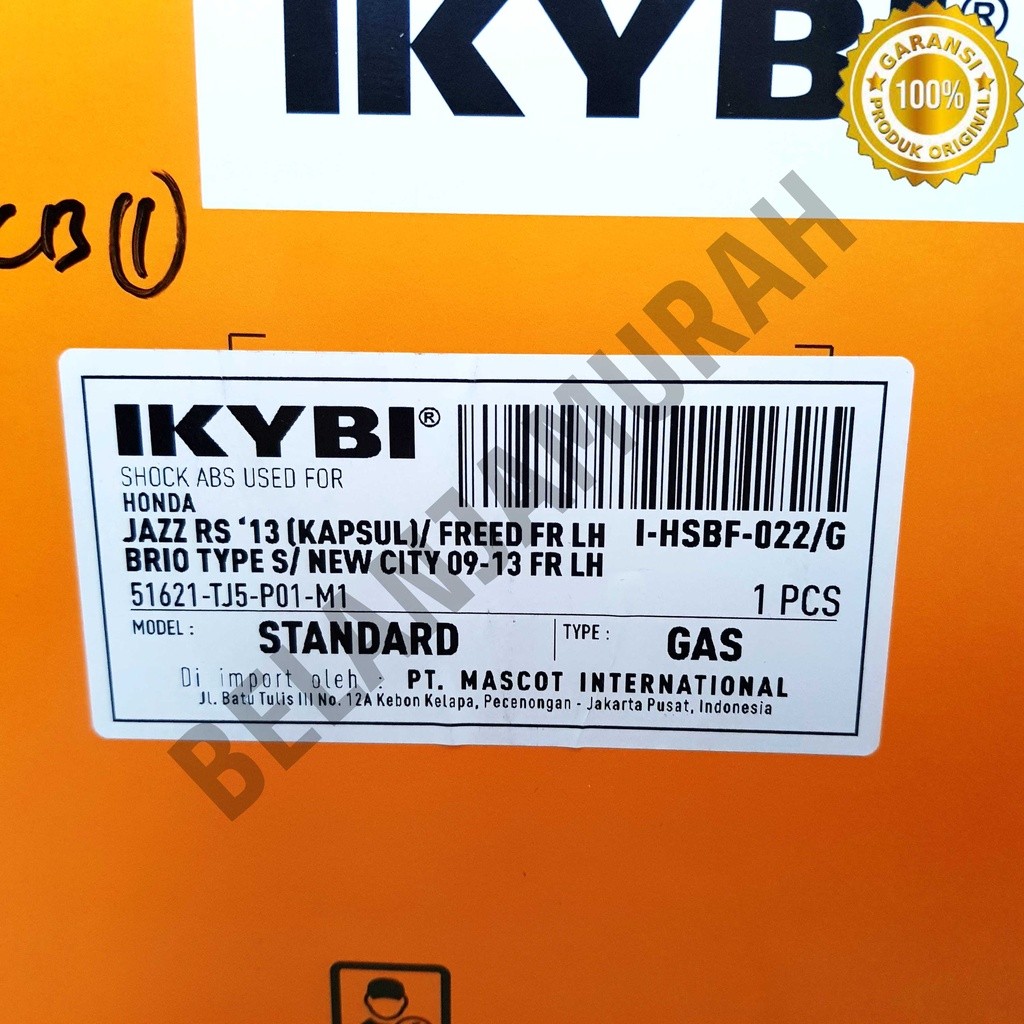 IKYBI®
GARANSI
100%
PRODUK ORIGINAL
CB 1
IKYBI®
SHOCK ABS USED FOR
HONDA
JAZZ RS '13 (KAPSUL)/ FREED FR LH I-HSBF-022/G
BRIO TYPE S/ NEW CITY 09-13 FR LH
51621-TJ5-P01-M1 1 PCS
MODEL : STANDARD TYPE : GAS
Di import oleh : PT. MASCOT INTERNATIONAL
Jl. Batu Tulis III No. 12A Kebon Kelapa, Pecenongan - Jakarta Pusat, Indonesia
BELANJAMURAH